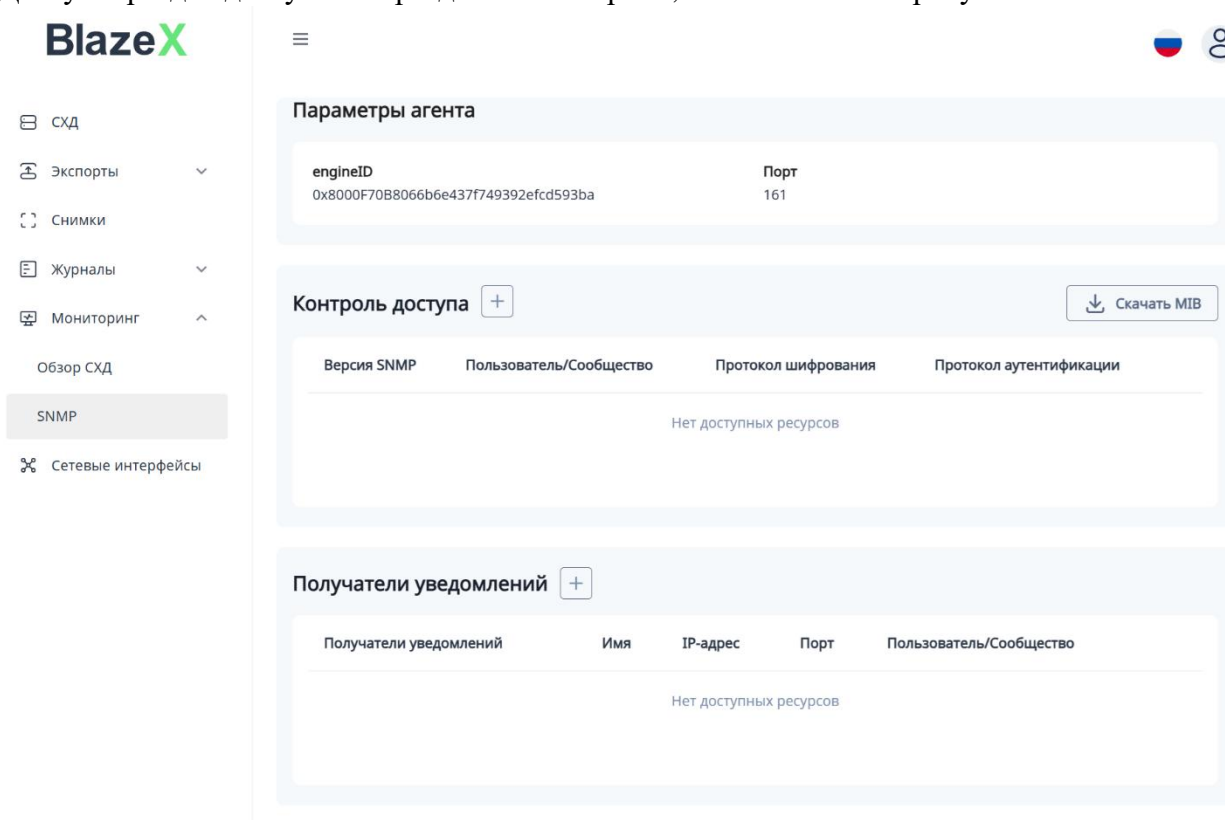 BlazeX
СХД
Экспорты
Снимки
Журналы
Мониторинг
Обзор СХД
SNMP
Сетевые интерфейсы
Параметры агента
engineID Порт
0x8000F70B8066b6e437f749392efcd593ba 161
Контроль доступа + Скачать MIB
Версия SNMP Пользователь/Сообщество Протокол шифрования Протокол аутентификации
Нет доступных ресурсов
Получатели уведомлений +
Получатели уведомлений Имя IP-адрес Порт Пользователь/Сообщество
Нет доступных ресурсов